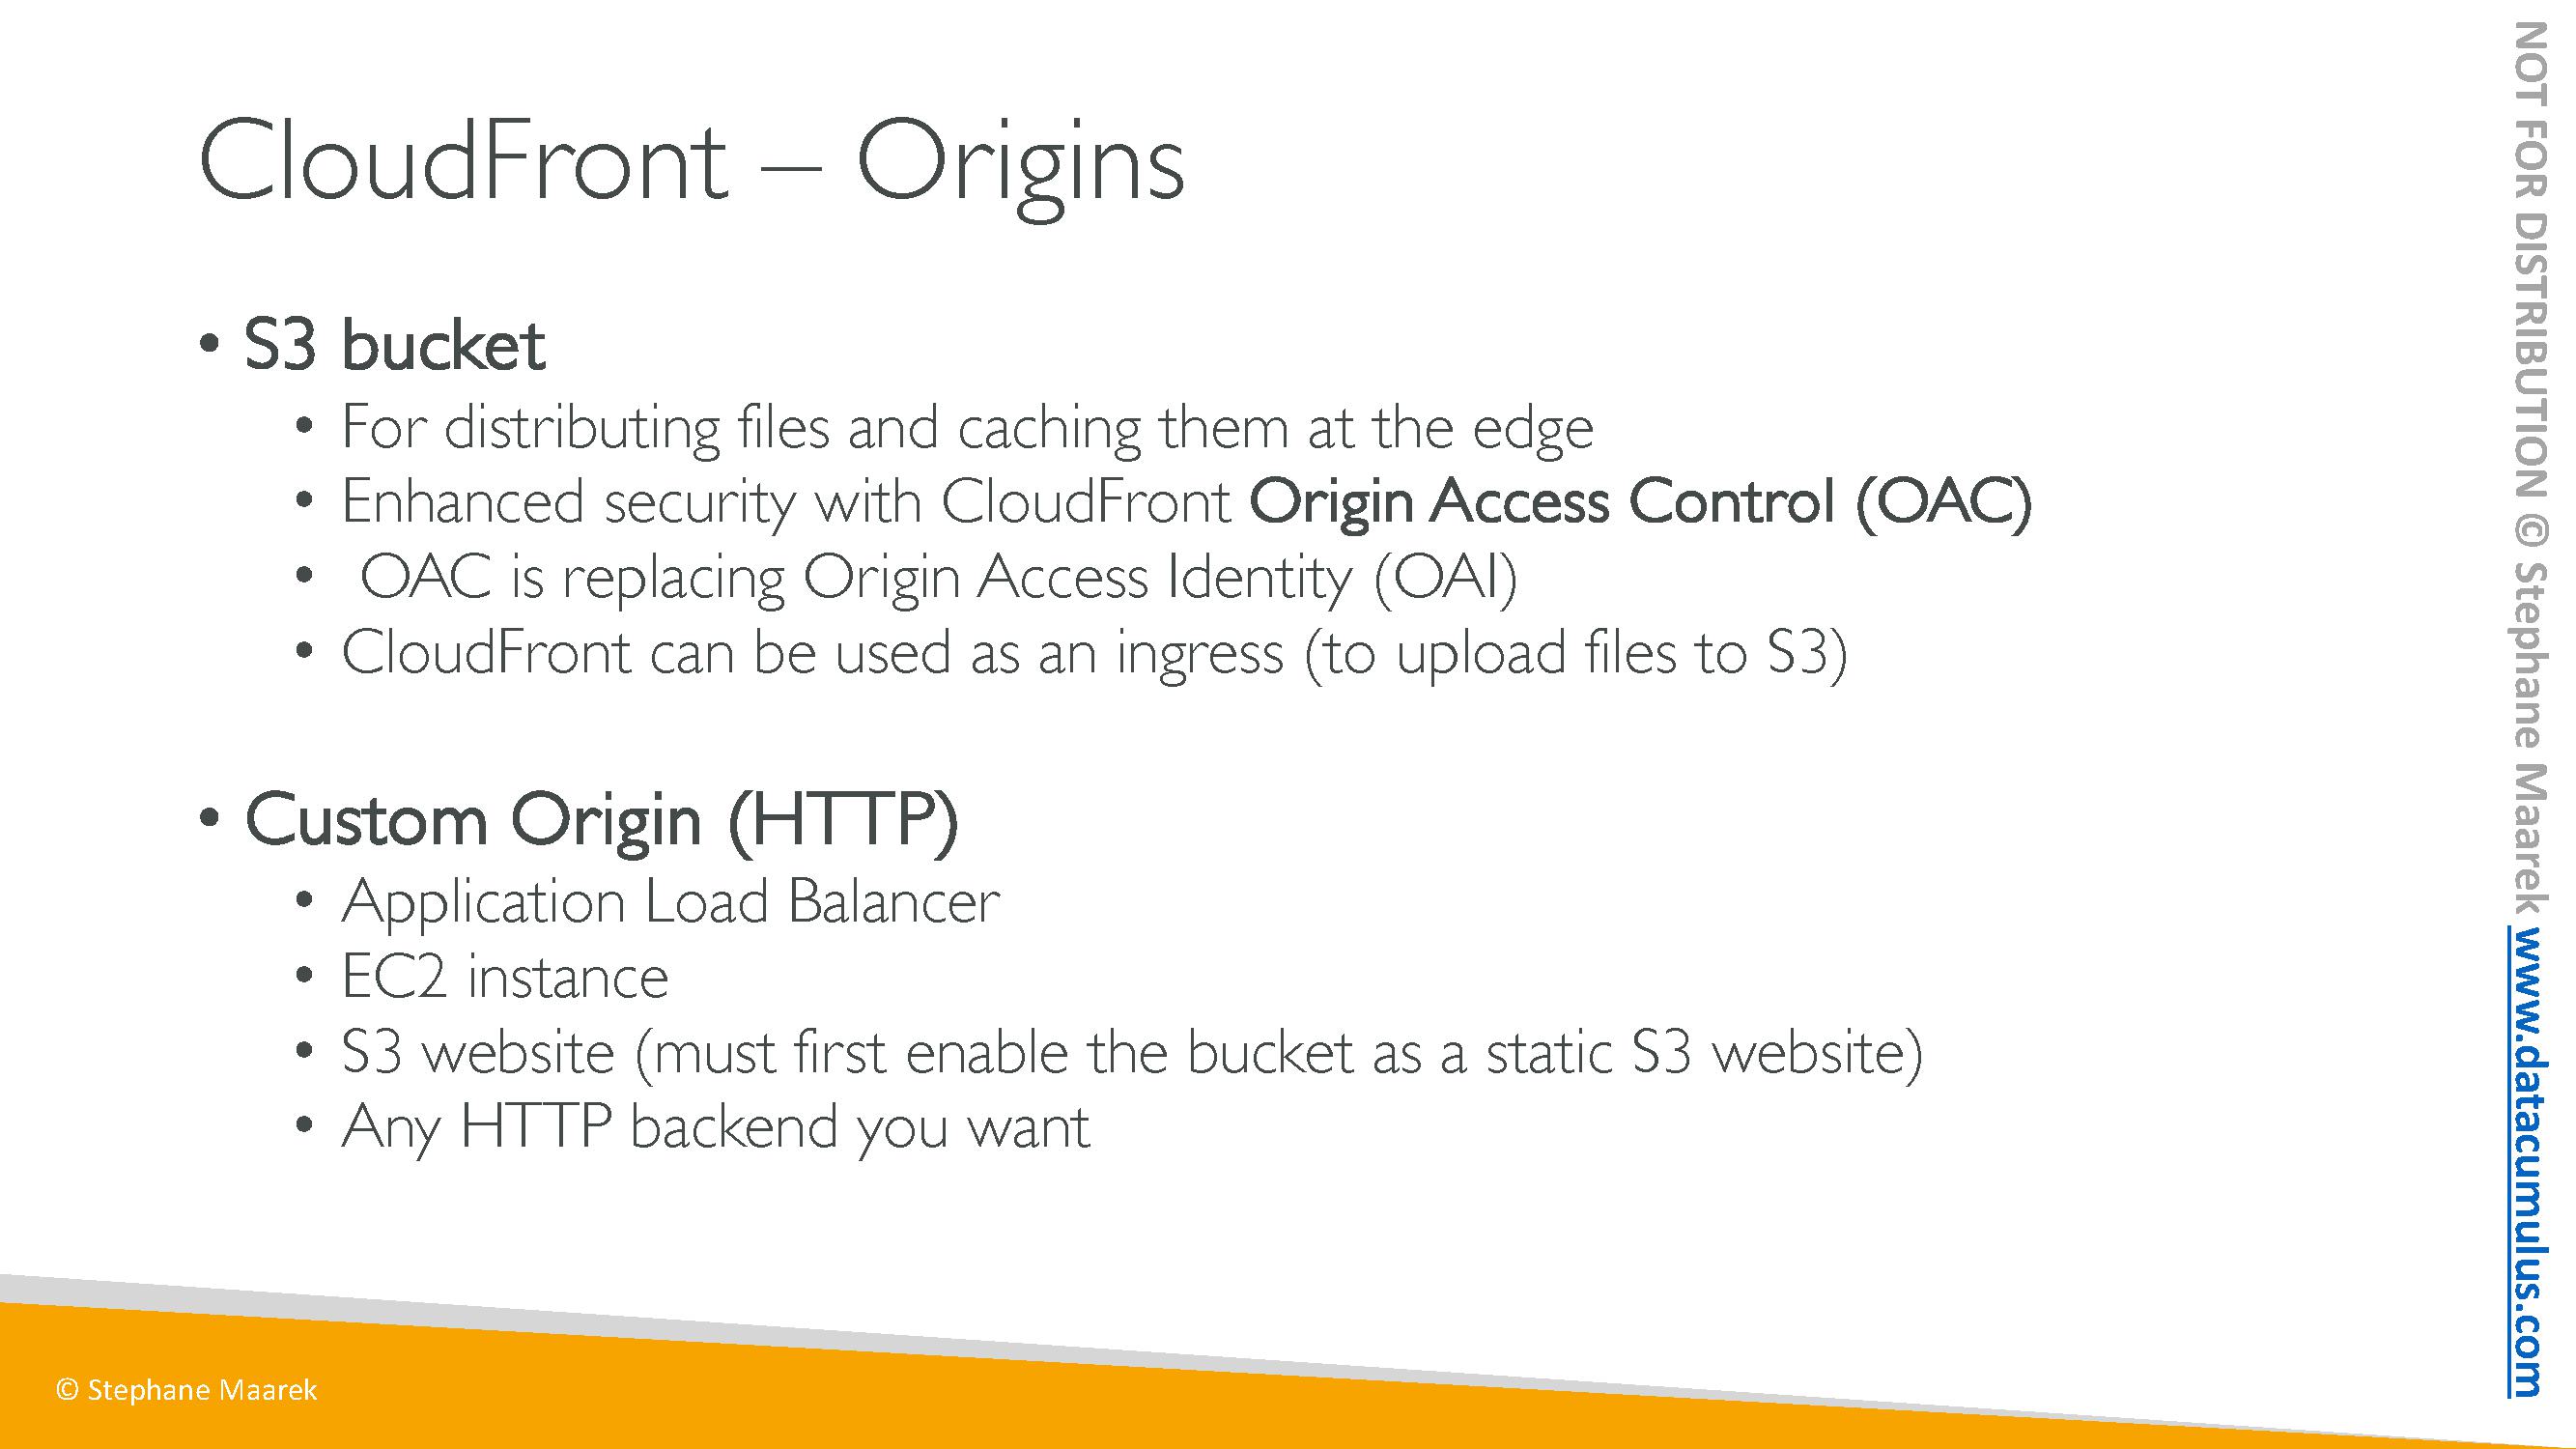 CloudFront – Origins
• S3 bucket
• For distributing files and caching them at the edge
• Enhanced security with CloudFront Origin Access Control (OAC)
• OAC is replacing Origin Access Identity (OAI)
• CloudFront can be used as an ingress (to upload files to S3)
• Custom Origin (HTTP)
• Application Load Balancer
• EC2 instance
• S3 website (must first enable the bucket as a static S3 website)
• Any HTTP backend you want
© Stephane Maarek
NOT FOR DISTRIBUTION © Stephane Maarek www.datacumulus.com